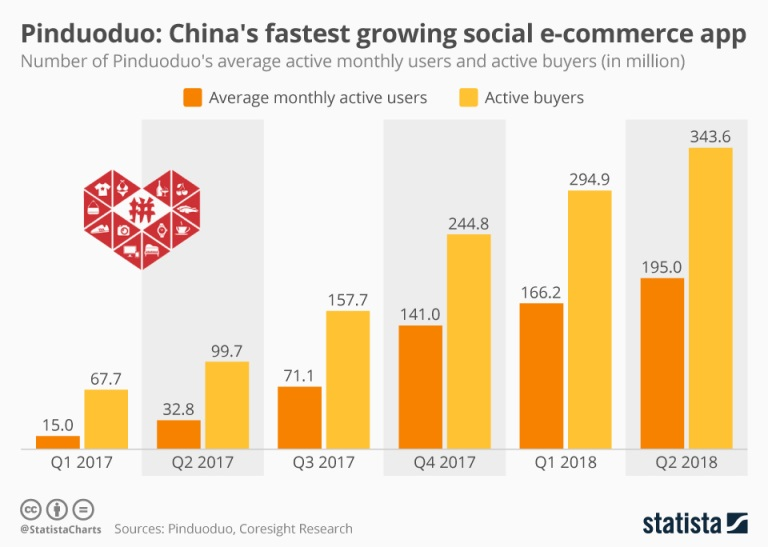 Pinduoduo: China's fastest growing social e-commerce app
Number of Pinduoduo's average active monthly users and active buyers (in million)
Average monthly active users
Active buyers
拼
15.0
67.7
32.8
99.7
71.1
157.7
141.0
244.8
166.2
294.9
195.0
343.6
Q1 2017
Q2 2017
Q3 2017
Q4 2017
Q1 2018
Q2 2018
cc
@StatistaCharts
Sources: Pinduoduo, Coresight Research
statista